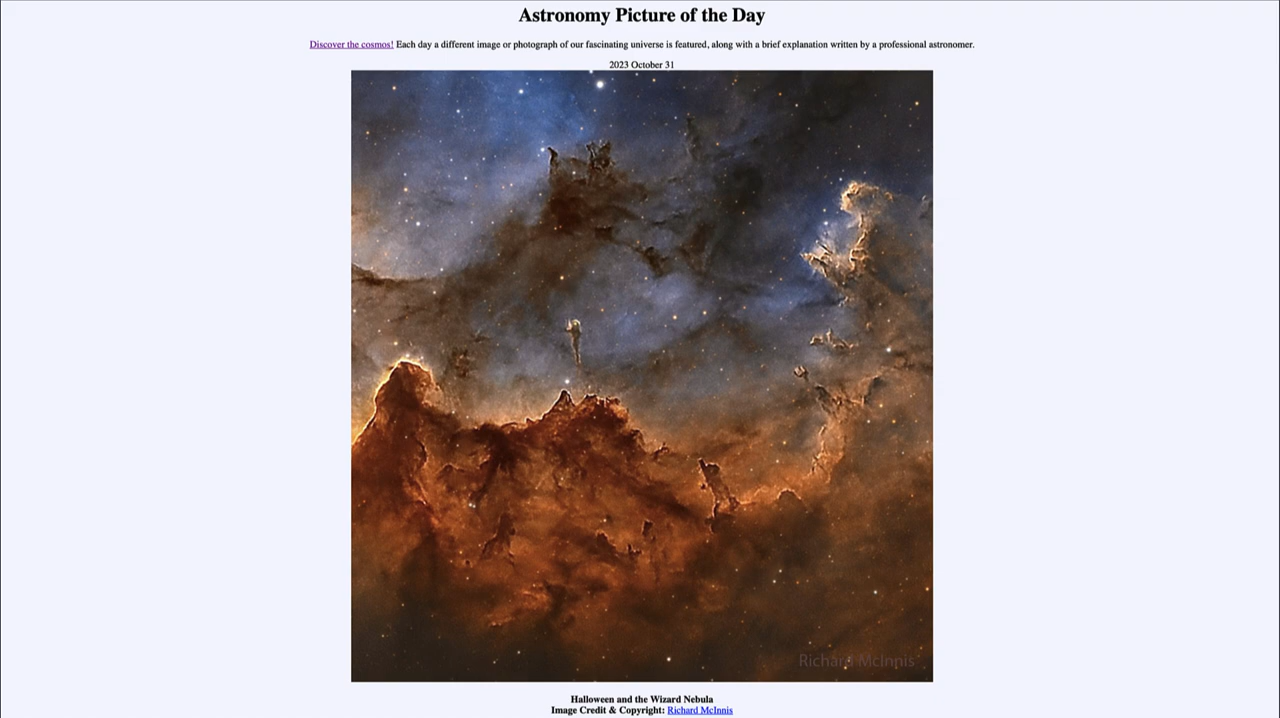 Astronomy Picture of the Day
Discover the cosmos! Each day a different image or photograph of our fascinating universe is featured, along with a brief explanation written by a professional astronomer.
2023 October 31
Richard McInnis
Halloween and the Wizard Nebula
Image Credit & Copyright: Richard McInnis